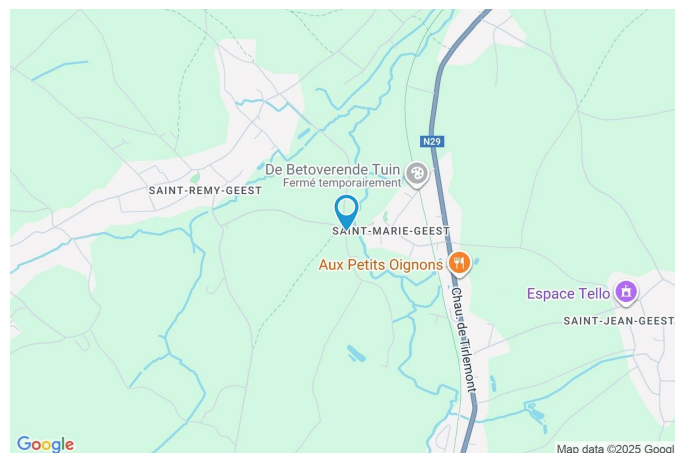 N29
De Betoverende Tuin
Fermé temporairement
SAINT-REMY-GEEST
SAINT-MARIE-GEEST
Aux Petits Oignons
Chau. de Tirlemont
Espace Tello
SAINT-JEAN-GEEST
Google
Map data ©2025 Google